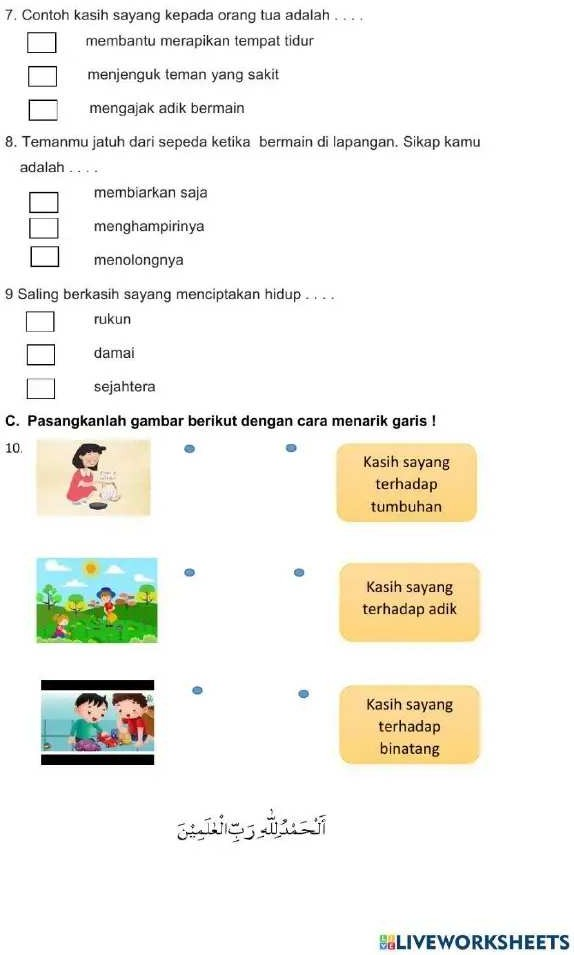 7. Contoh kasih sayang kepada orang tua adalah . . . .
membantu merapikan tempat tidur
menjenguk teman yang sakit
mengajak adik bermain
8. Temanmu jatuh dari sepeda ketika bermain di lapangan. Sikap kamu
adalah . . . .
membiarkan saja
menghampirinya
menolongnya
9 Saling berkasih sayang menciptakan hidup . . . .
rukun
damai
sejahtera
C. Pasangkanlah gambar berikut dengan cara menarik garis !
10.
Kasih sayang
terhadap
tumbuhan
Kasih sayang
terhadap adik
Kasih sayang
terhadap
binatang
اَلْحَمْدُلِلّٰهِ رَبِّ الْعٰلَمِيْنَ
LIVEWORKSHEETS